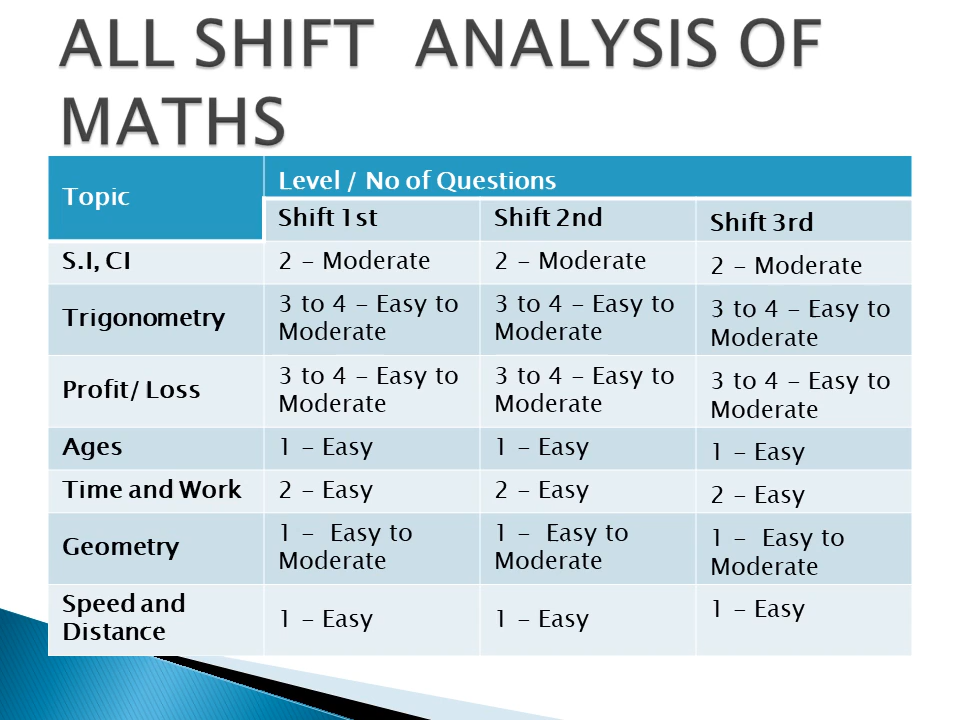 ALL SHIFT ANALYSIS OF
MATHS
Topic
Level / No of Questions
Shift 1st
Shift 2nd
Shift 3rd
S.I, CI
2 - Moderate
2 - Moderate
2 - Moderate
Trigonometry
3 to 4 - Easy to
Moderate
3 to 4 - Easy to
Moderate
3 to 4 - Easy to
Moderate
Profit/ Loss
3 to 4 - Easy to
Moderate
3 to 4 - Easy to
Moderate
3 to 4 - Easy to
Moderate
Ages
1 - Easy
1 - Easy
1 - Easy
Time and Work
2 - Easy
2 - Easy
2 - Easy
Geometry
1 - Easy to
Moderate
1 - Easy to
Moderate
1 - Easy to
Moderate
Speed and
Distance
1 - Easy
1 - Easy
1 - Easy